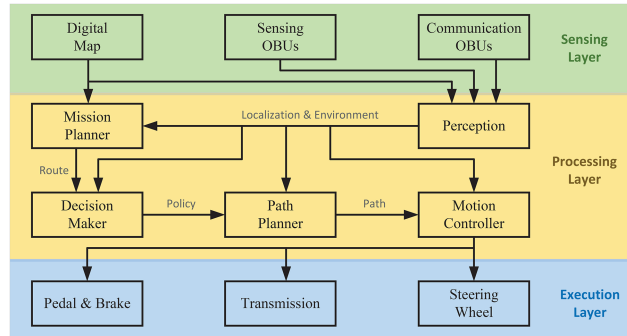 Digital
Map
Sensing
OBUs
Communication
OBUs
Sensing
Layer
Mission
Planner
Localization & Environment
Perception
Processing
Layer
Route
Decision
Maker
Policy
Path
Planner
Path
Motion
Controller
Pedal & Brake
Transmission
Steering
Wheel
Execution
Layer